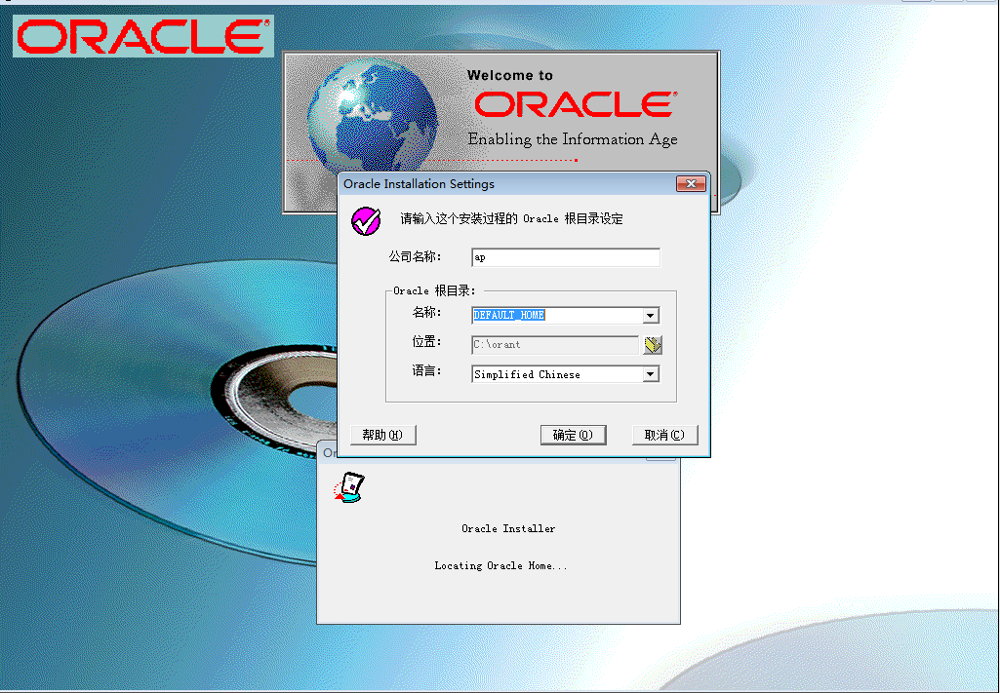 ORACLE®
Welcome to
ORACLE®
Enabling the Information Age
Oracle Installation Settings
请输入这个安装过程的 Oracle 根目录设定
公司名称： ap
Oracle 根目录：
名称： DEFAULT_HOME
位置： C:\orant
语言： Simplified Chinese
帮助(H) 确定(O) 取消(C)
Oracle Installer
Locating Oracle Home...